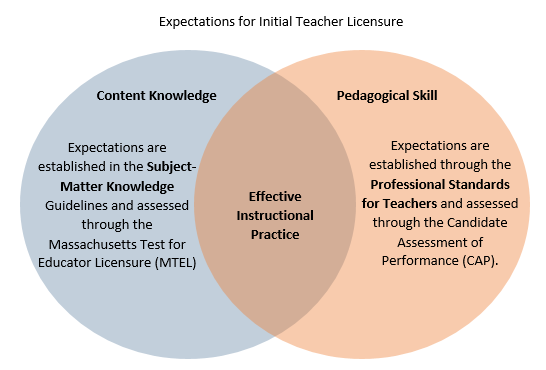 Expectations for Initial Teacher Licensure
Content Knowledge
Expectations are
established in the Subject-
Matter Knowledge
Guidelines and assessed
through the
Massachusetts Test for
Educator Licensure (MTEL)
Effective
Instructional
Practice
Pedagogical Skill
Expectations are
established through the
Professional Standards
for Teachers and assessed
through the Candidate
Assessment of
Performance (CAP).